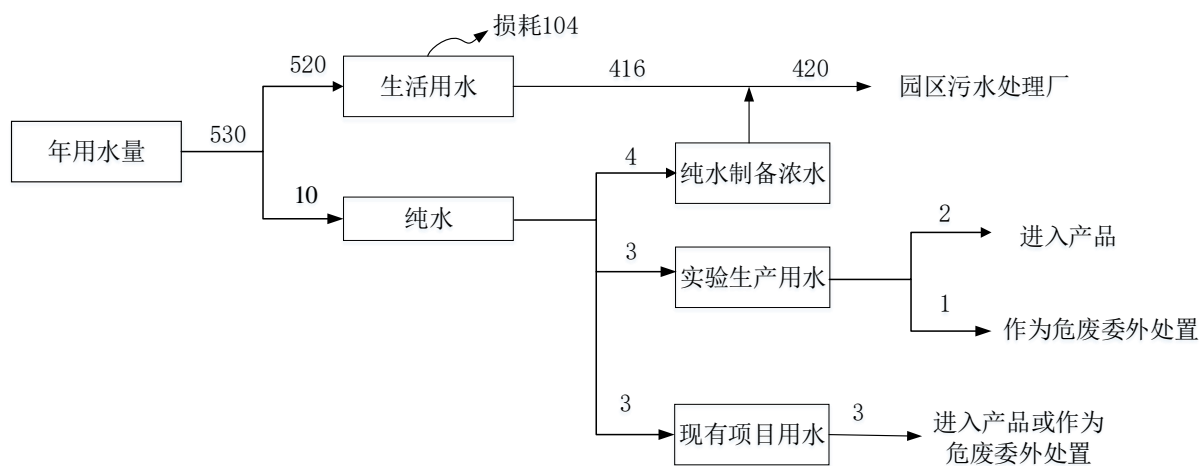 损耗104
520
生活用水
416
420
园区污水处理厂
年用水量
530
10
纯水
4
纯水制备浓水
3
实验生产用水
2
进入产品
1
作为危废委外处置
3
现有项目用水
3
进入产品或作为
危废委外处置